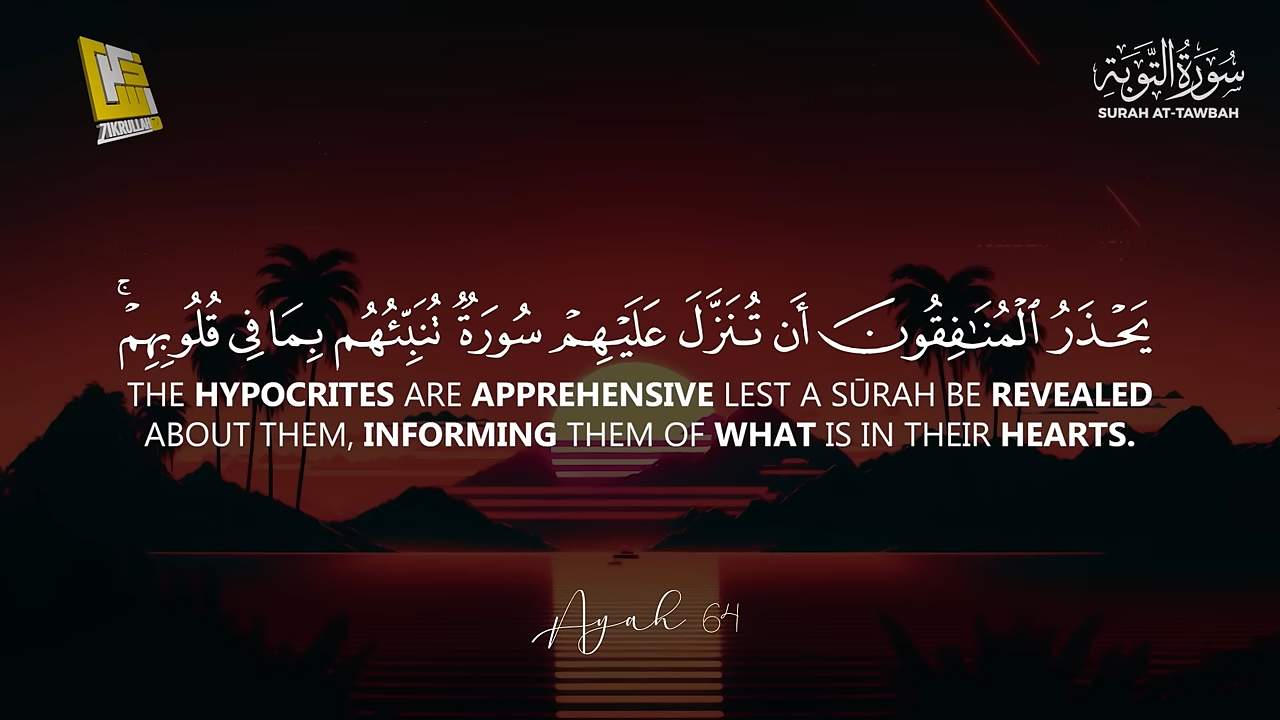 ZIKRULLAH
سُورَةُ التَّوْبَةِ
SURAH AT-TAWBAH
يَحْذَرُ ٱلْمُنَٰفِقُونَ أَن تُنَزَّلَ عَلَيْهِمْ سُورَةٌ تُنَبِّئُهُم بِمَا فِى قُلُوبِهِمْ ۚ
THE HYPOCRITES ARE APPREHENSIVE LEST A SŪRAH BE REVEALED
ABOUT THEM, INFORMING THEM OF WHAT IS IN THEIR HEARTS.
Ayah 64